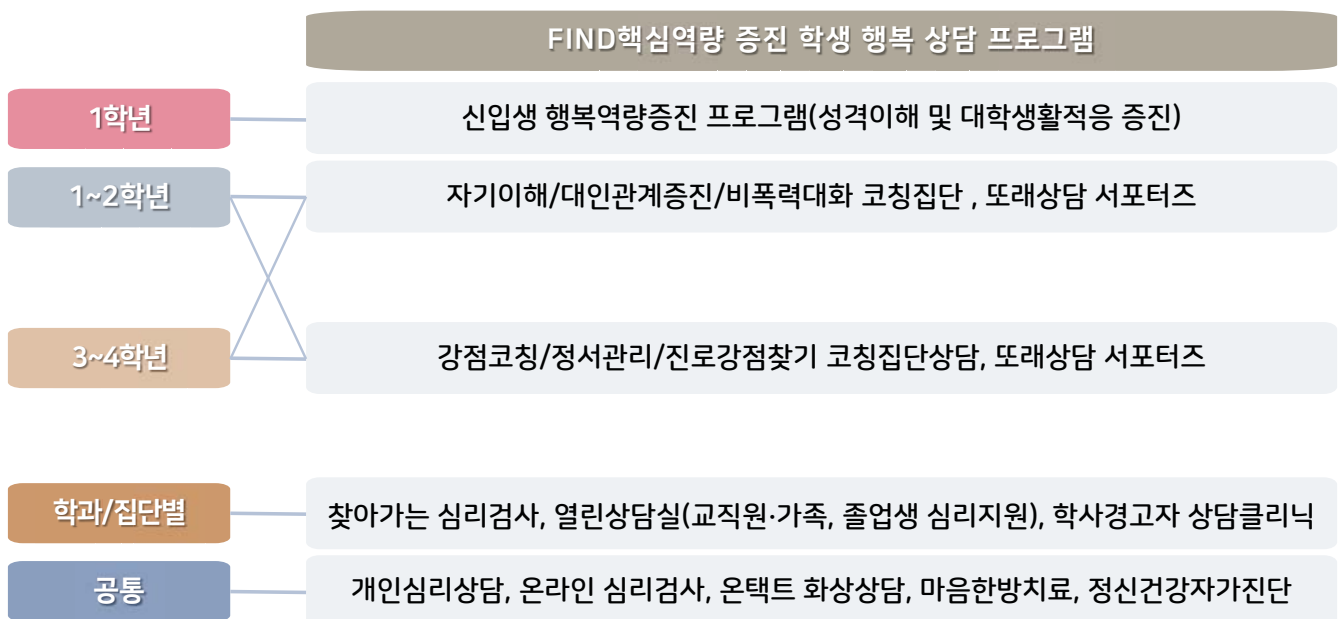 FIND핵심역량 증진 학생 행복 상담 프로그램
1학년
신입생 행복역량증진 프로그램(성격이해 및 대학생활적응 증진)
1~2학년
자기이해/대인관계증진/비폭력대화 코칭집단 , 또래상담 서포터즈
3~4학년
강점코칭/정서관리/진로강점찾기 코칭집단상담, 또래상담 서포터즈
학과/집단별
찾아가는 심리검사, 열린상담실(교직원·가족, 졸업생 심리지원), 학사경고자 상담클리닉
공통
개인심리상담, 온라인 심리검사, 온택트 화상상담, 마음한방치료, 정신건강자가진단